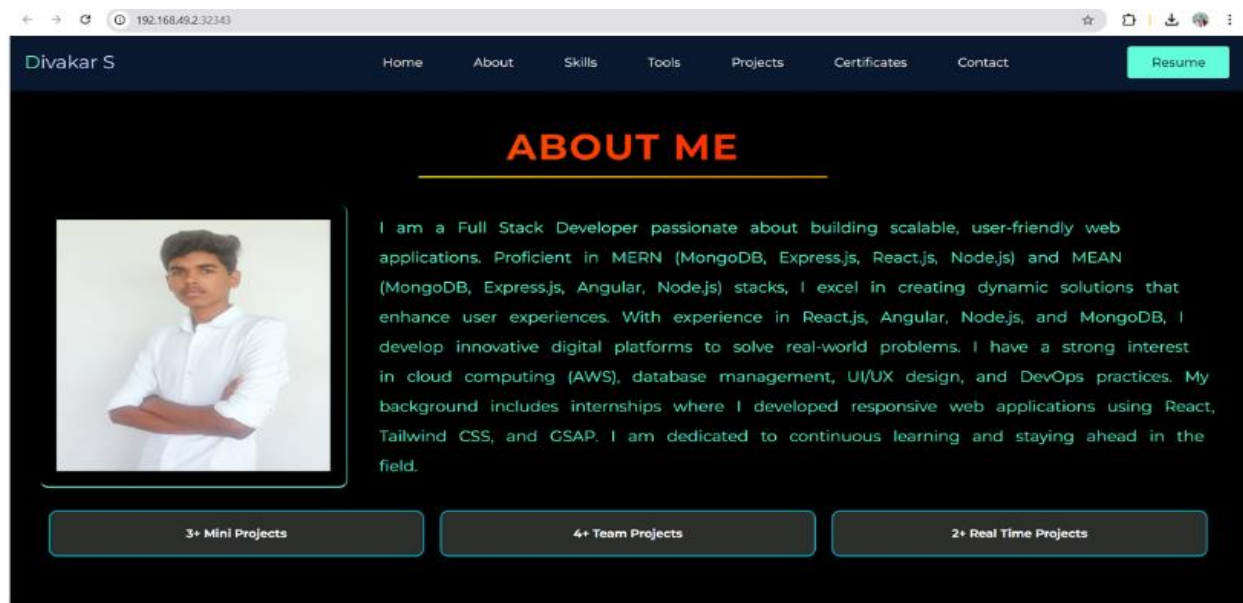 192.168.49.2:32343
Divakar S
Home
About
Skills
Tools
Projects
Certificates
Contact
Resume
ABOUT ME
I am a Full Stack Developer passionate about building scalable, user-friendly web
applications. Proficient in MERN (MongoDB, Express.js, React.js, Node.js) and MEAN
(MongoDB, Express.js, Angular, Node.js) stacks, I excel in creating dynamic solutions that
enhance user experiences. With experience in React.js, Angular, Node.js, and MongoDB, I
develop innovative digital platforms to solve real-world problems. I have a strong interest
in cloud computing (AWS), database management, UI/UX design, and DevOps practices. My
background includes internships where I developed responsive web applications using React,
Tailwind CSS, and GSAP. I am dedicated to continuous learning and staying ahead in the
field.
3+ Mini Projects
4+ Team Projects
2+ Real Time Projects